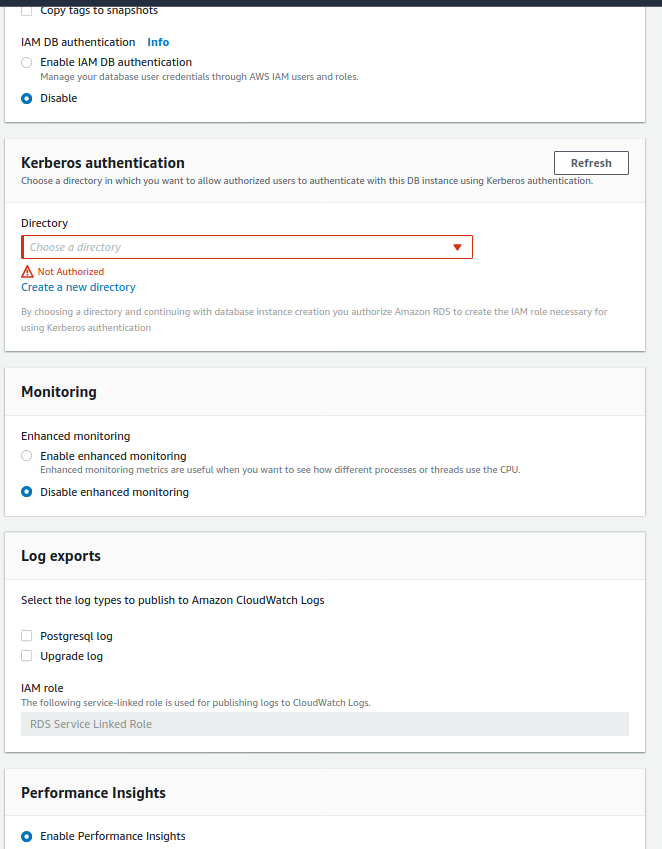 Copy tags to snapshots
IAM DB authentication Info
Enable IAM DB authentication
Manage your database user credentials through AWS IAM users and roles.
Disable
Kerberos authentication
Refresh
Choose a directory in which you want to allow authorized users to authenticate with this DB instance using Kerberos authentication.
Directory
Choose a directory
Not Authorized
Create a new directory
By choosing a directory and continuing with database instance creation you authorize Amazon RDS to create the IAM role necessary for
using Kerberos authentication
Monitoring
Enhanced monitoring
Enable enhanced monitoring
Enhanced monitoring metrics are useful when you want to see how different processes or threads use the CPU.
Disable enhanced monitoring
Log exports
Select the log types to publish to Amazon CloudWatch Logs
Postgresql log
Upgrade log
IAM role
The following service-linked role is used for publishing logs to CloudWatch Logs.
RDS Service Linked Role
Performance Insights
Enable Performance Insights